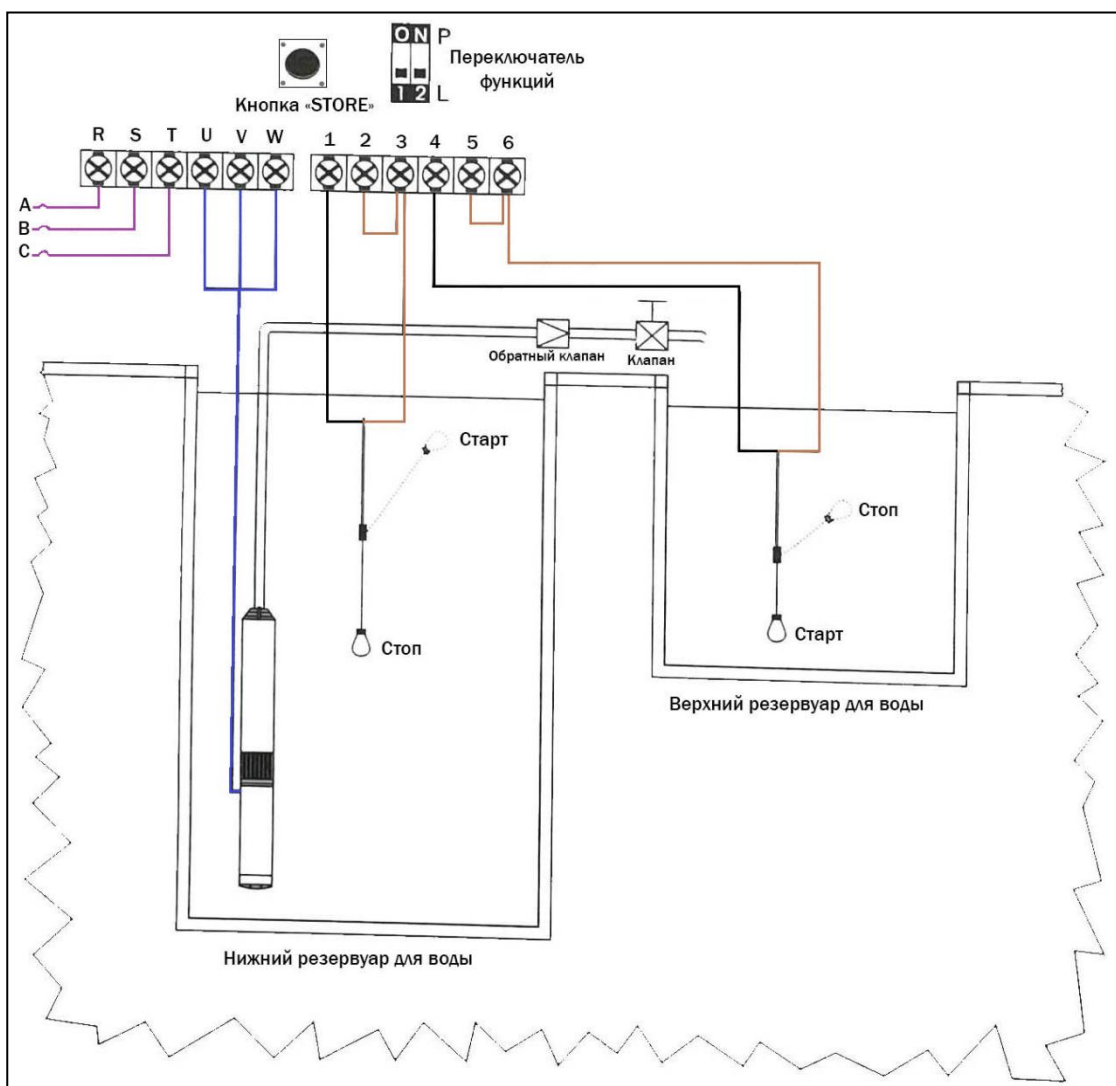 ON P
Переключатель
функций
1 2 L
Кнопка «STORE»
R S T U V W 1 2 3 4 5 6
A
B
C
Обратный клапан
Клапан
Старт
Стоп
Стоп
Старт
Верхний резервуар для воды
Нижний резервуар для воды